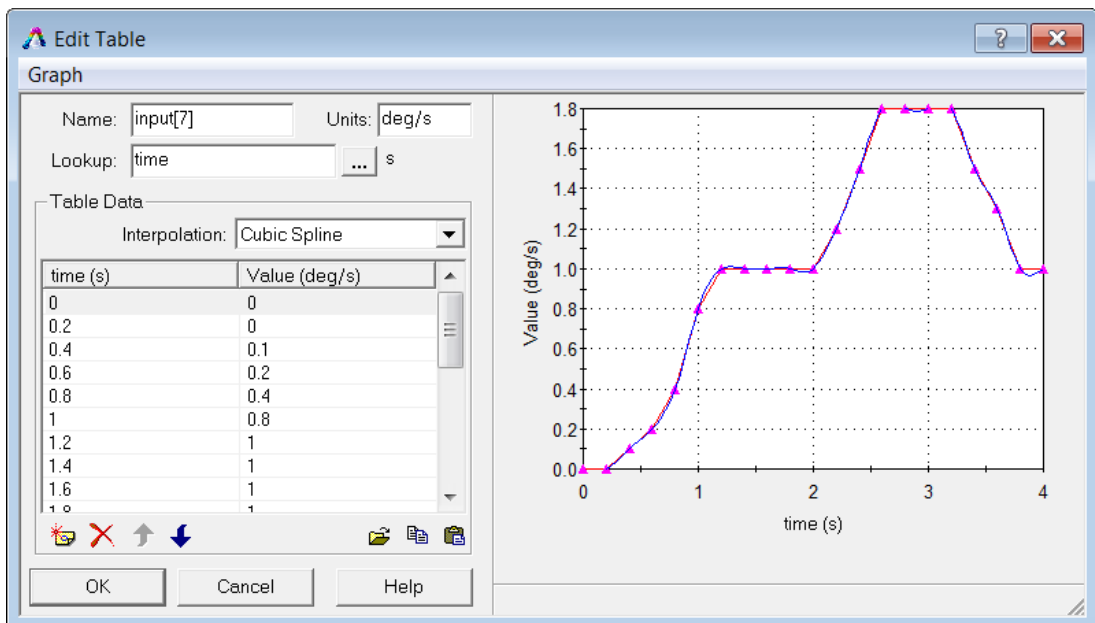 Edit Table
Graph
Name: input[7] Units: deg/s
Lookup: time ... s
Table Data
Interpolation: Cubic Spline
time (s) Value (deg/s)
0 0
0.2 0
0.4 0.1
0.6 0.2
0.8 0.4
1 0.8
1.2 1
1.4 1
1.6 1
1.8 1
OK Cancel Help
Value (deg/s)
1.8
1.6
1.4
1.2
1.0
0.8
0.6
0.4
0.2
0.0
0 1 2 3 4
time (s)